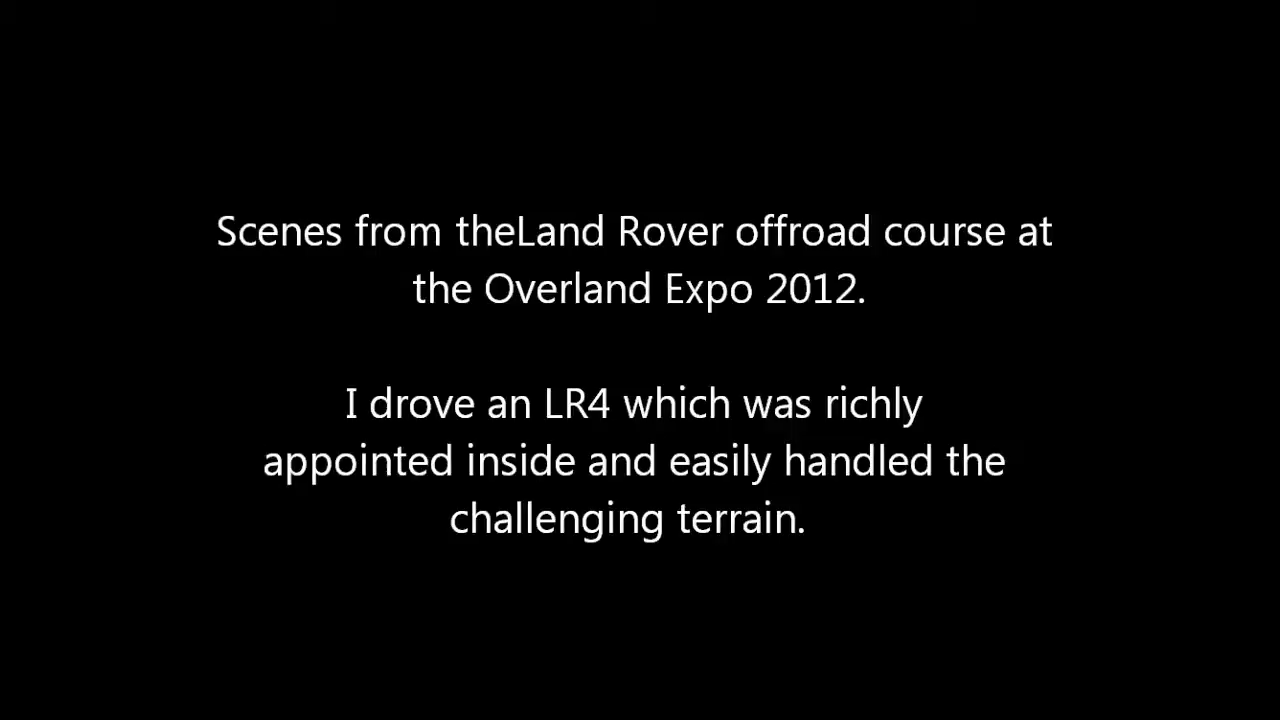 Scenes from theLand Rover offroad course at
the Overland Expo 2012.
I drove an LR4 which was richly
appointed inside and easily handled the
challenging terrain.